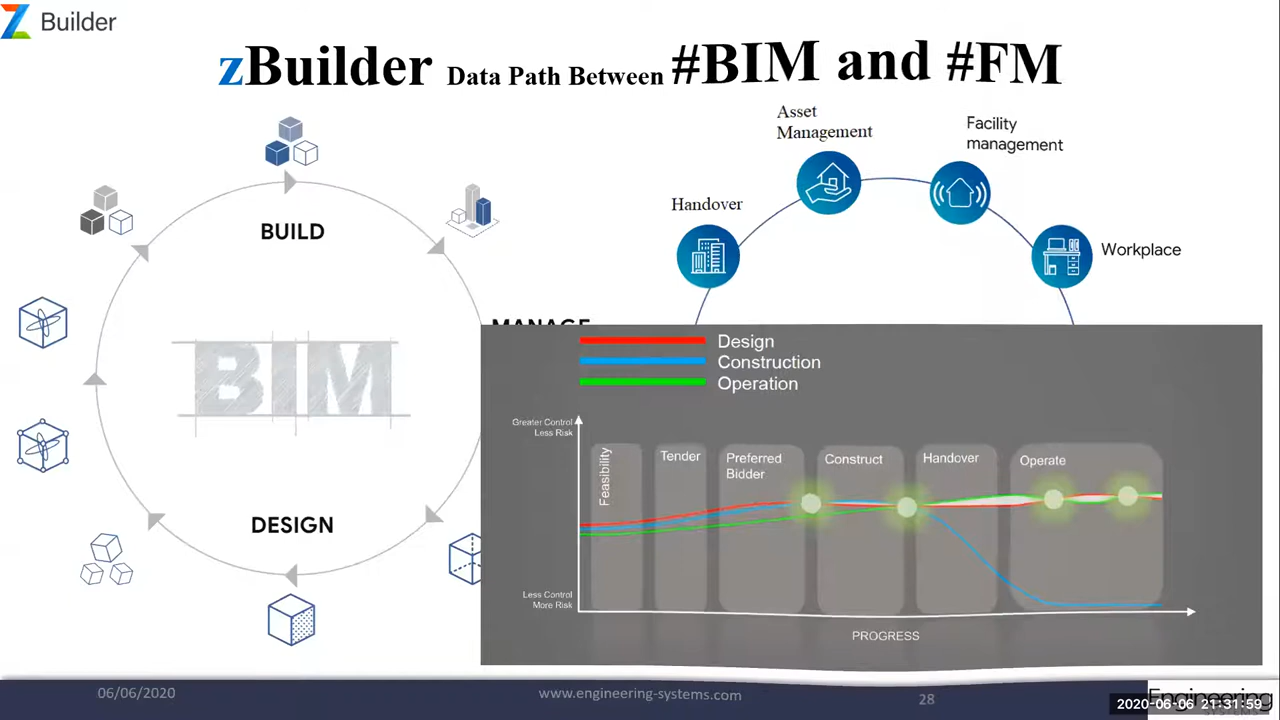 Builder
zBuilder Data Path Between #BIM and #FM
Asset
Management
Facility
management
Handover
Workplace
BUILD
BIM
DESIGN
MANAGE
Design
Construction
Operation
Greater Control
Less Risk
Feasibility
Tender
Preferred
Bidder
Construct
Handover
Operate
Less Control
More Risk
PROGRESS
06/06/2020
www.engineering-systems.com
28
Engineering
2020-06-06 21:31:59